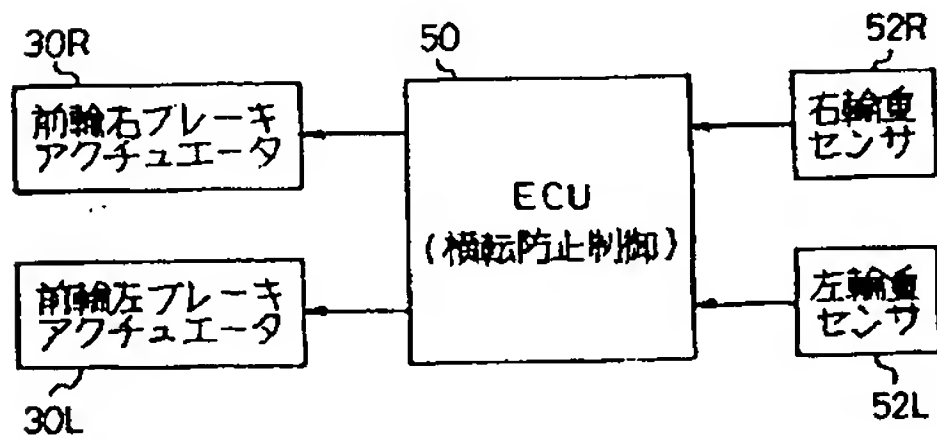 30R
前輪右ブレーキ
アクチュエータ
50
ECU
(横転防止制御)
52R
右輪重
センサ
前輪左ブレーキ
アクチュエータ
30L
左輪重
センサ
52L